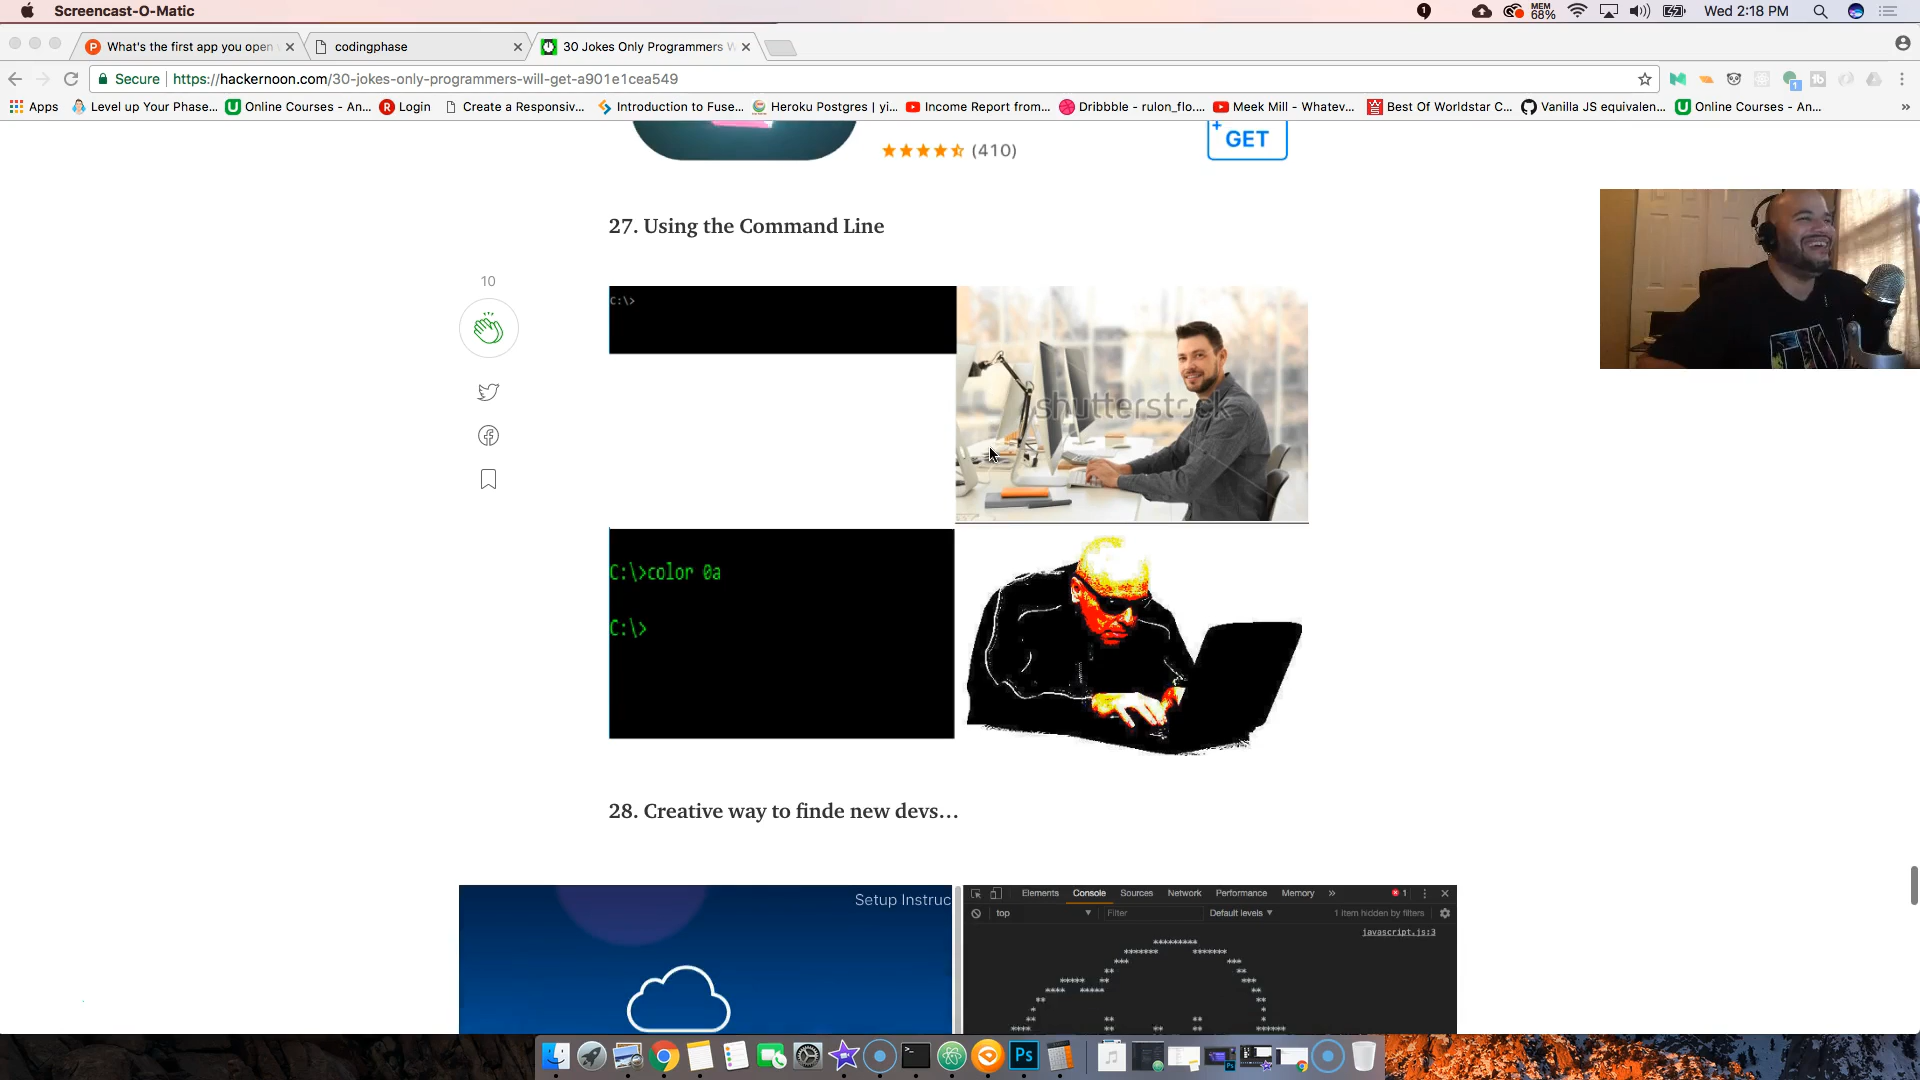 Screencast-O-Matic
MEM
68%
Wed 2:18 PM
What's the first app you open
codingphase
30 Jokes Only Programmers W
Secure
https://hackernoon.com/30-jokes-only-programmers-will-get-a901e1cea549
Apps
Level up Your Phase...
Online Courses - An...
Login
Create a Responsiv...
Introduction to Fuse...
Heroku Postgres | yi...
Income Report from...
Dribbble - rulon_flo....
Meek Mill - Whatev...
Best Of Worldstar C...
Vanilla JS equivalen...
Online Courses - An...
»
(410)
+
GET
27. Using the Command Line
10
C:\>
shutterstock
C:\>color 0a
C:\>
28. Creative way to finde new devs…
Setup Instruc
Elements
Console
Sources
Network
Performance
Memory
»
1
top
Filter
Default levels
1 item hidden by filters
javascript.js:3
Ps